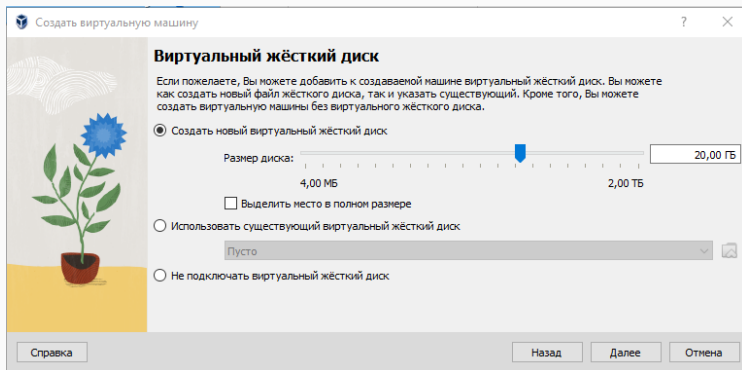 Создать виртуальную машину
?
Виртуальный жёсткий диск
Если пожелаете, Вы можете добавить к создаваемой машине виртуальный жёсткий диск. Вы можете
как создать новый файл жёсткого диска, так и указать существующий. Кроме того, Вы можете
создать виртуальную машины без виртуального жёсткого диска.
Создать новый виртуальный жёсткий диск
Размер диска: 20,00 ГБ
4,00 МБ 2,00 ТБ
Выделить место в полном размере
Использовать существующий виртуальный жёсткий диск
Пусто
Не подключать виртуальный жёсткий диск
Справка Назад Далее Отмена